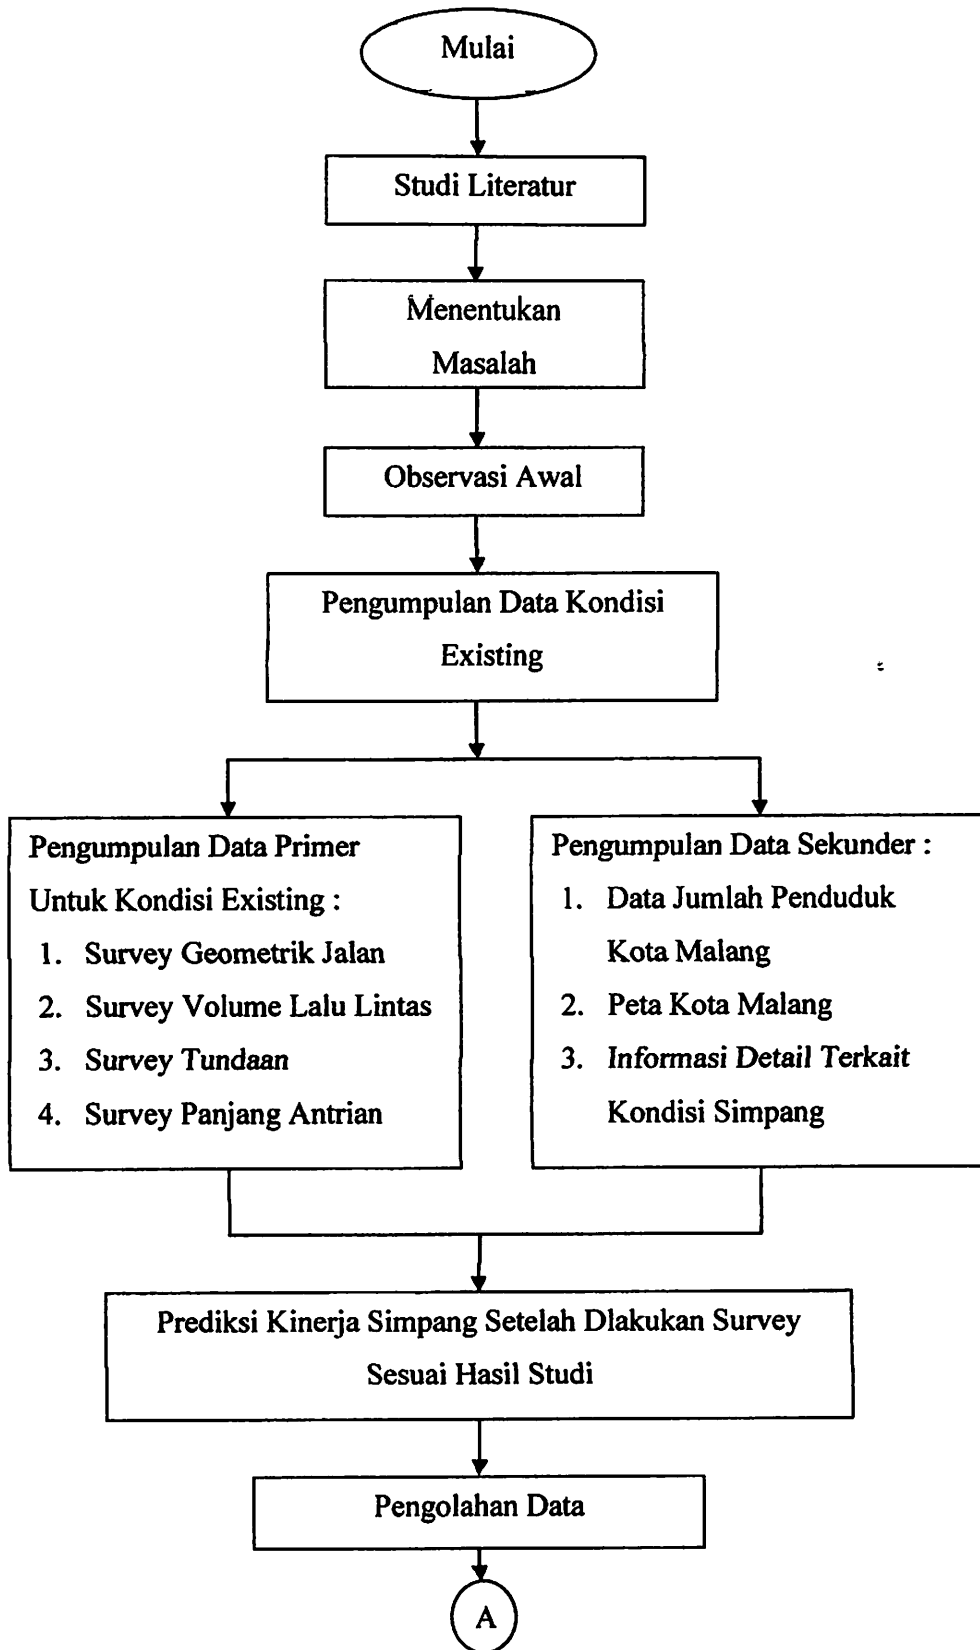 Mulai
Studi Literatur
Menentukan
Masalah
Observasi Awal
Pengumpulan Data Kondisi
Existing
Pengumpulan Data Primer
Untuk Kondisi Existing :
1. Survey Geometrik Jalan
2. Survey Volume Lalu Lintas
3. Survey Tundaan
4. Survey Panjang Antrian
Pengumpulan Data Sekunder :
1. Data Jumlah Penduduk
Kota Malang
2. Peta Kota Malang
3. Informasi Detail Terkait
Kondisi Simpang
Prediksi Kinerja Simpang Setelah Dlakukan Survey
Sesuai Hasil Studi
Pengolahan Data
A